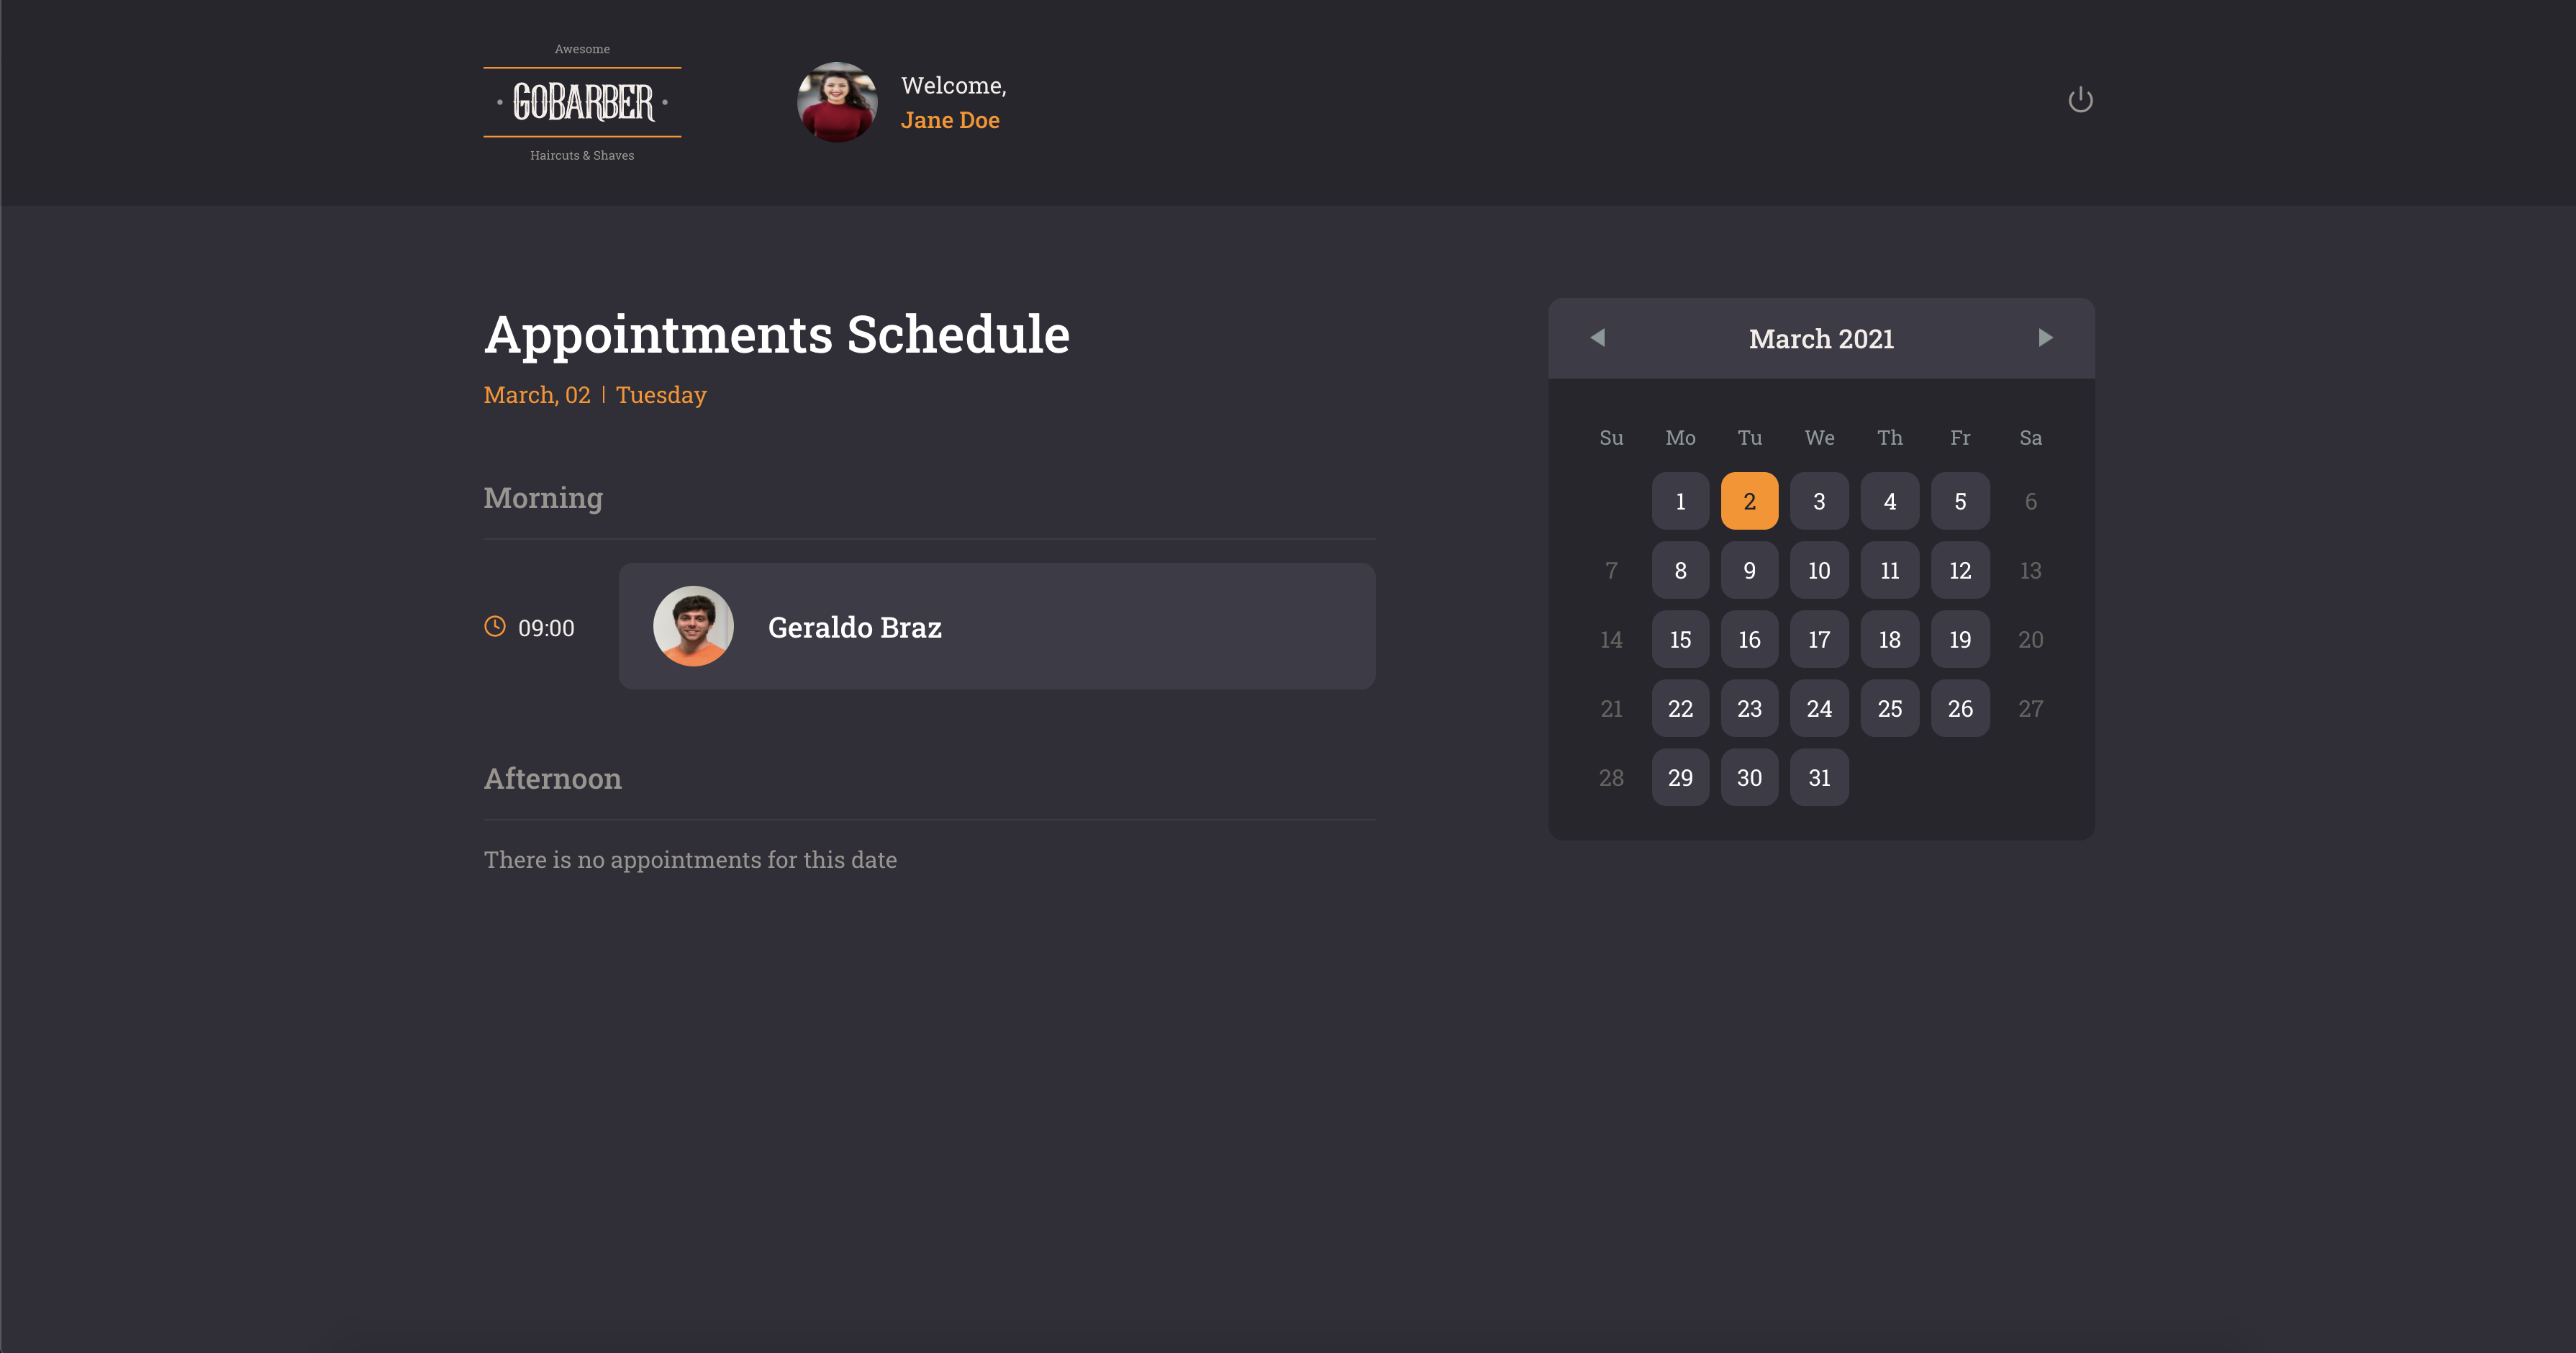 Awesome
GOBARBER
Haircuts & Shaves
Welcome,
Jane Doe
Appointments Schedule
March, 02 | Tuesday
Morning
09:00
Geraldo Braz
Afternoon
There is no appointments for this date
March 2021
Su Mo Tu We Th Fr Sa
1 2 3 4 5 6
7 8 9 10 11 12 13
14 15 16 17 18 19 20
21 22 23 24 25 26 27
28 29 30 31